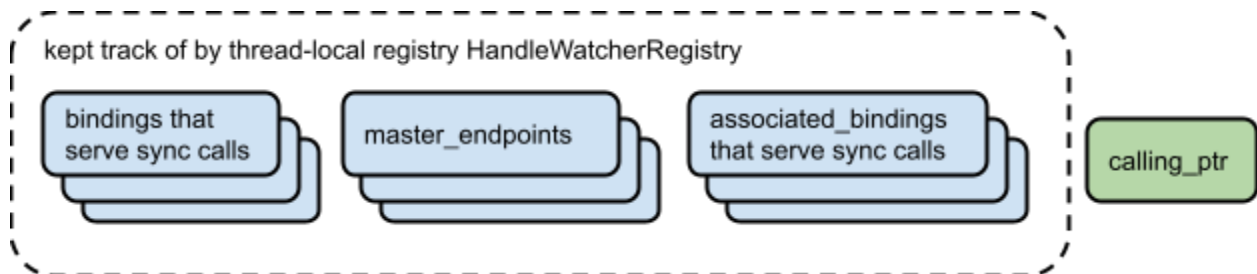 kept track of by thread-local registry HandleWatcherRegistry
bindings that
serve sync calls
master_endpoints
associated_bindings
that serve sync calls
calling_ptr